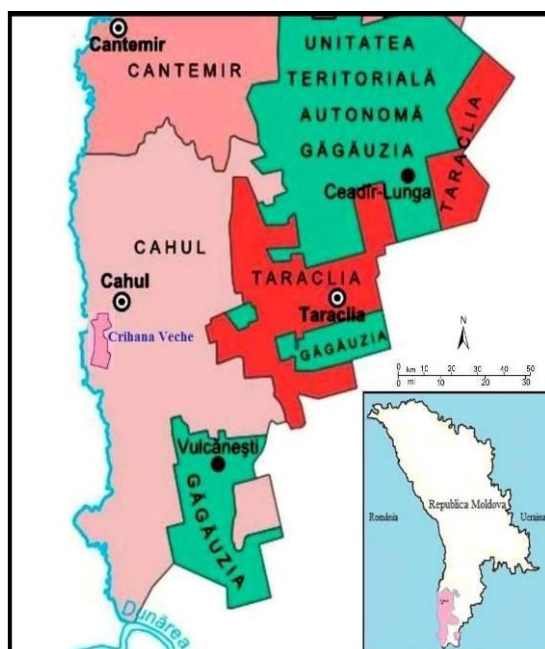 Cantemir
CANTEMIR
UNITATEA
TERITORIALĂ
AUTONOMĂ
GĂGĂUZIA
Ceadîr-Lunga
TARACLIA
CAHUL
Cahul
Crihana Veche
TARACLIA
Taraclia
GĂGĂUZIA
N
km
0 10 20 30 40 50
0 mi 10 20 30
Vulcănești
GĂGĂUZIA
Dunărea
România
Republica Moldova
Ucraina